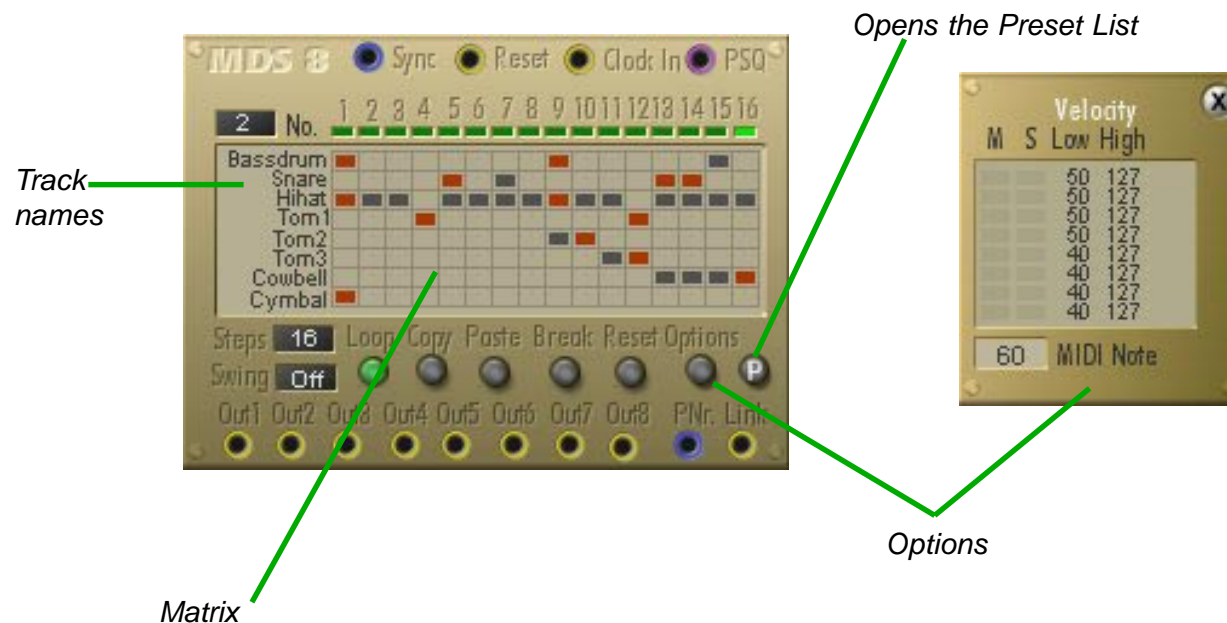 Opens the Preset List
MDS 8 Sync Reset Clock In PSQ
X
Velocity
M S Low High
2 No. 1 2 3 4 5 6 7 8 9 10 11 12 13 14 15 16
Track names
Bassdrum
Snare
Hihat
Tom1
Tom2
Tom3
Cowbell
Cymbal
50 127
50 127
50 127
50 127
40 127
40 127
40 127
40 127
60 MIDI Note
Steps 16 Loop Copy Paste Break Reset Options
Swing Off P
Out1 Out2 Out3 Out4 Out5 Out6 Out7 Out8 PNr. Link
Options
Matrix